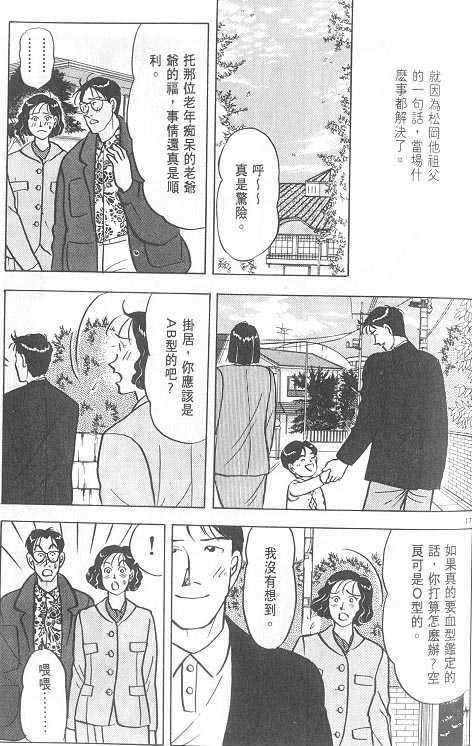 就因為松岡他祖父
的一句話，當場什
麼事都解決了。
呼～～
真是驚險。
托那位老年痴呆的老爺
爺的福，事情還真是順
利。
…………
掛居，你應該是
AB型的吧？
如果真的要血型鑑定的
話，你打算怎麼辦？空
良可是O型的。
我沒有想到。
！
喂喂………
17